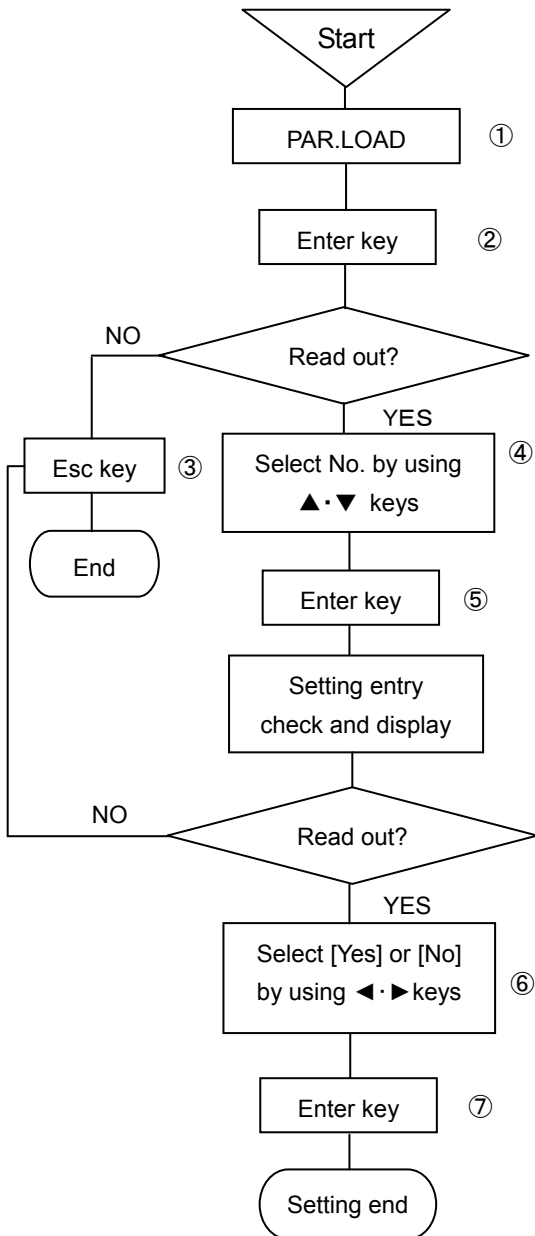 Start
PAR.LOAD ①
Enter key ②
NO
Read out?
YES
Esc key ③
Select No. by using ④
▲・▼ keys
End
Enter key ⑤
Setting entry
check and display
NO
Read out?
YES
Select [Yes] or [No]
by using ◄・►keys ⑥
Enter key ⑦
Setting end